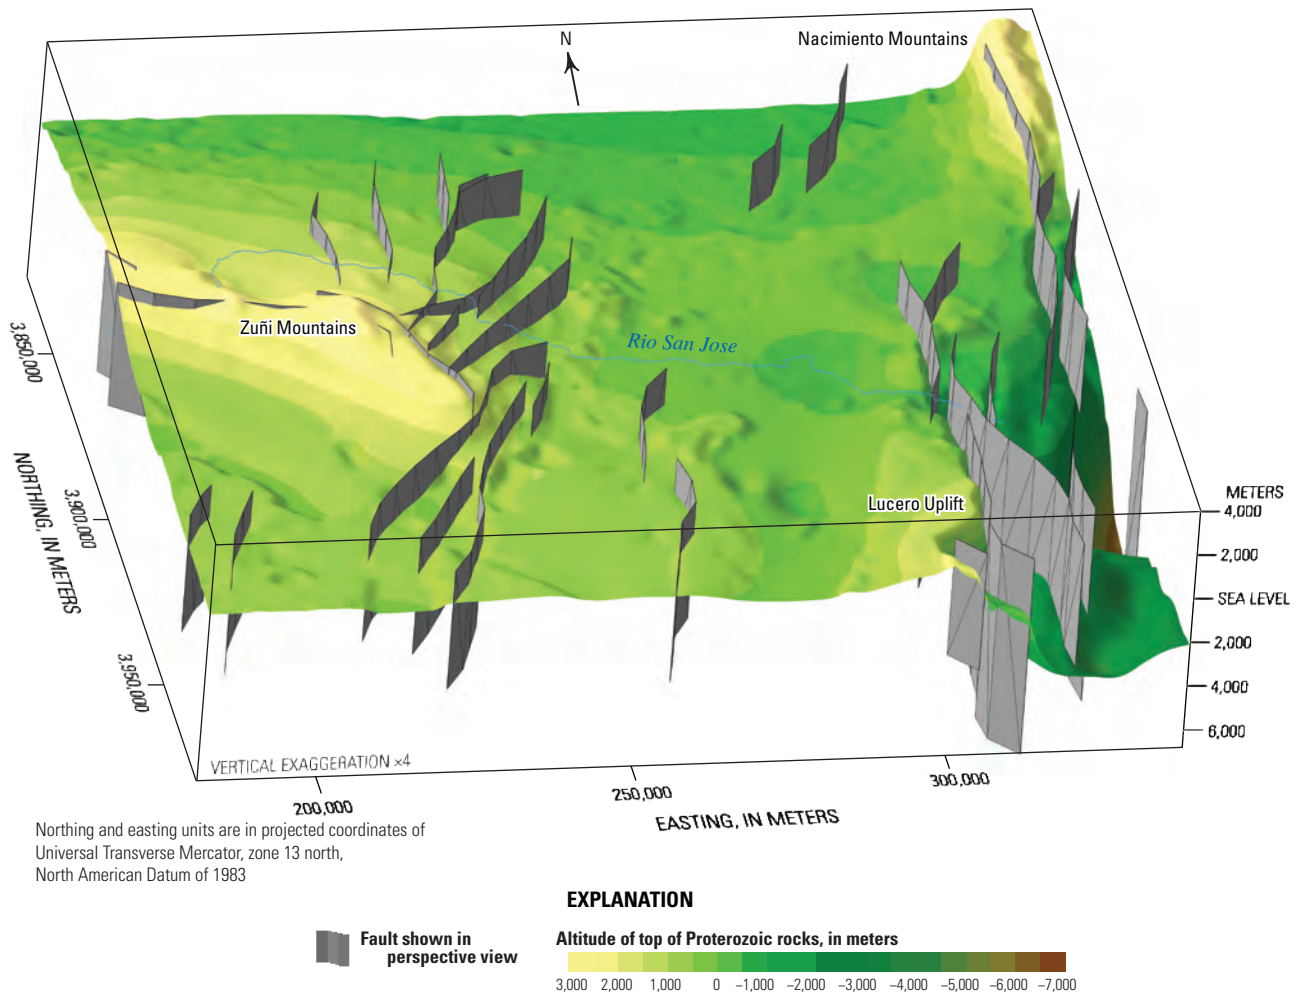 N
Nacimiento Mountains
Zuñi Mountains
Rio San Jose
Lucero Uplift
3,850,000
3,900,000
3,950,000
NORTHING, IN METERS
METERS
4,000
2,000
SEA LEVEL
2,000
4,000
6,000
VERTICAL EXAGGERATION ×4
200,000
250,000
300,000
EASTING, IN METERS
Northing and easting units are in projected coordinates of
Universal Transverse Mercator, zone 13 north,
North American Datum of 1983
EXPLANATION
Fault shown in
perspective view
Altitude of top of Proterozoic rocks, in meters
3,000 2,000 1,000 0 –1,000 –2,000 –3,000 –4,000 –5,000 –6,000 –7,000